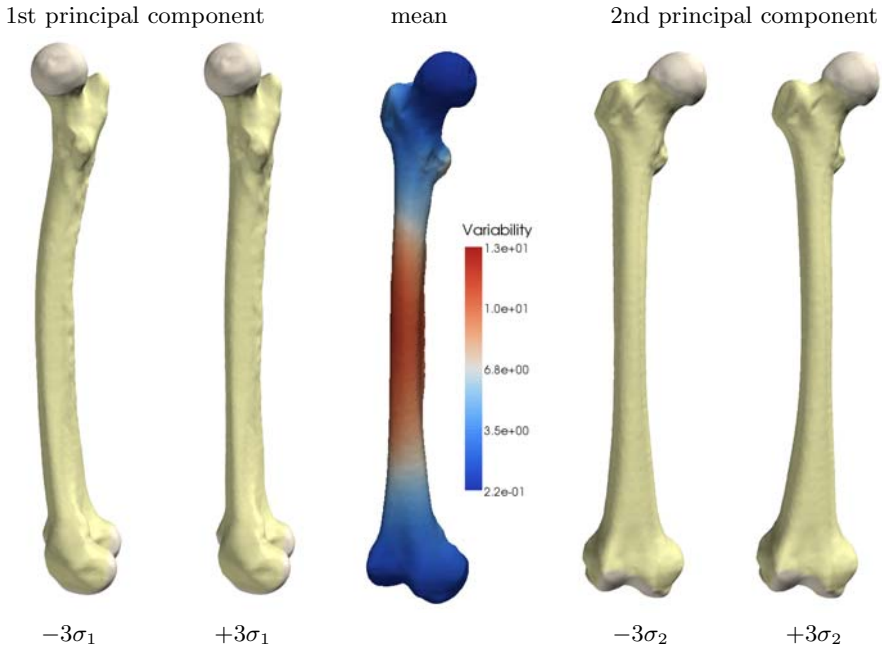 1st principal component
mean
2nd principal component
Variability
1.3e+01
1.0e+01
6.8e+00
3.5e+00
2.2e-01
−3σ₁
+3σ₁
−3σ₂
+3σ₂